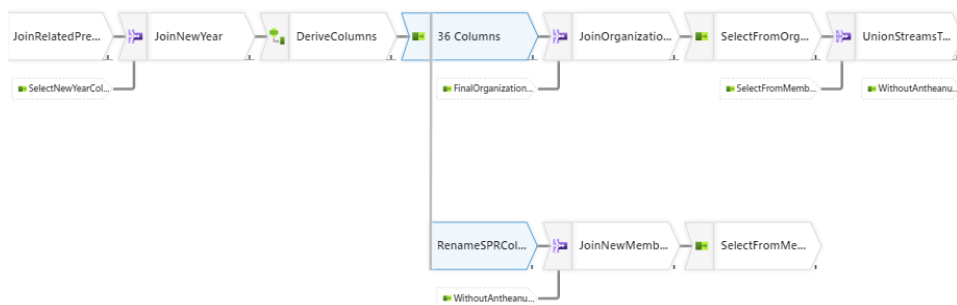 JoinRelatedPre...
JoinNewYear
DeriveColumns
36 Columns
JoinOrganizatio...
SelectFromOrg...
UnionStreamsT...
SelectNewYearCol...
FinalOrganization...
SelectFromMemb...
WithoutAntheanu...
RenameSPRCol...
JoinNewMemb...
SelectFromMe...
WithoutAntheanu...